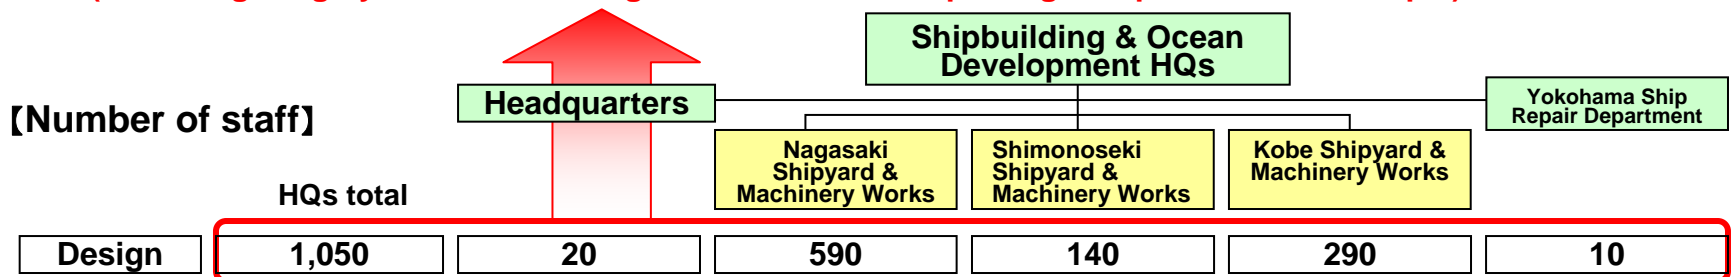 Shipbuilding & Ocean
Development HQs
Headquarters
Yokohama Ship
Repair Department
【Number of staff】
Nagasaki
Shipyard &
Machinery Works
Shimonoseki
Shipyard &
Machinery Works
Kobe Shipyard &
Machinery Works
HQs total
Design 1,050 20 590 140 290 10